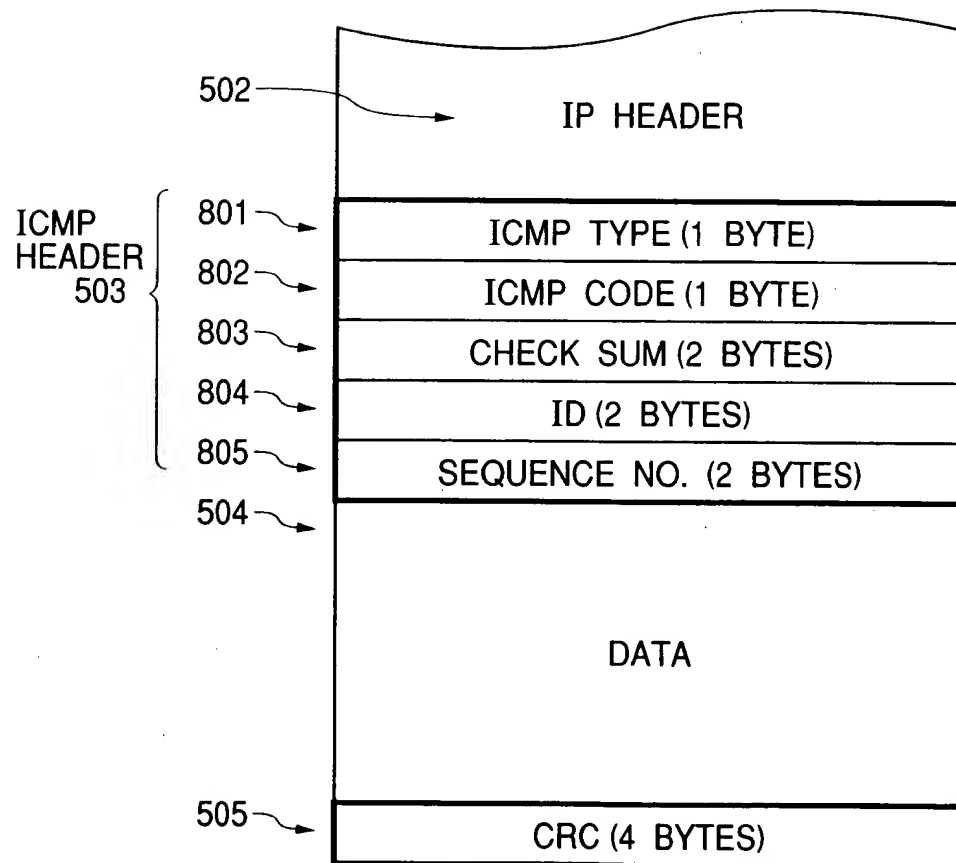 502
IP HEADER
ICMP
HEADER
503
801
ICMP TYPE (1 BYTE)
802
ICMP CODE (1 BYTE)
803
CHECK SUM (2 BYTES)
804
ID (2 BYTES)
805
SEQUENCE NO. (2 BYTES)
504
DATA
505
CRC (4 BYTES)